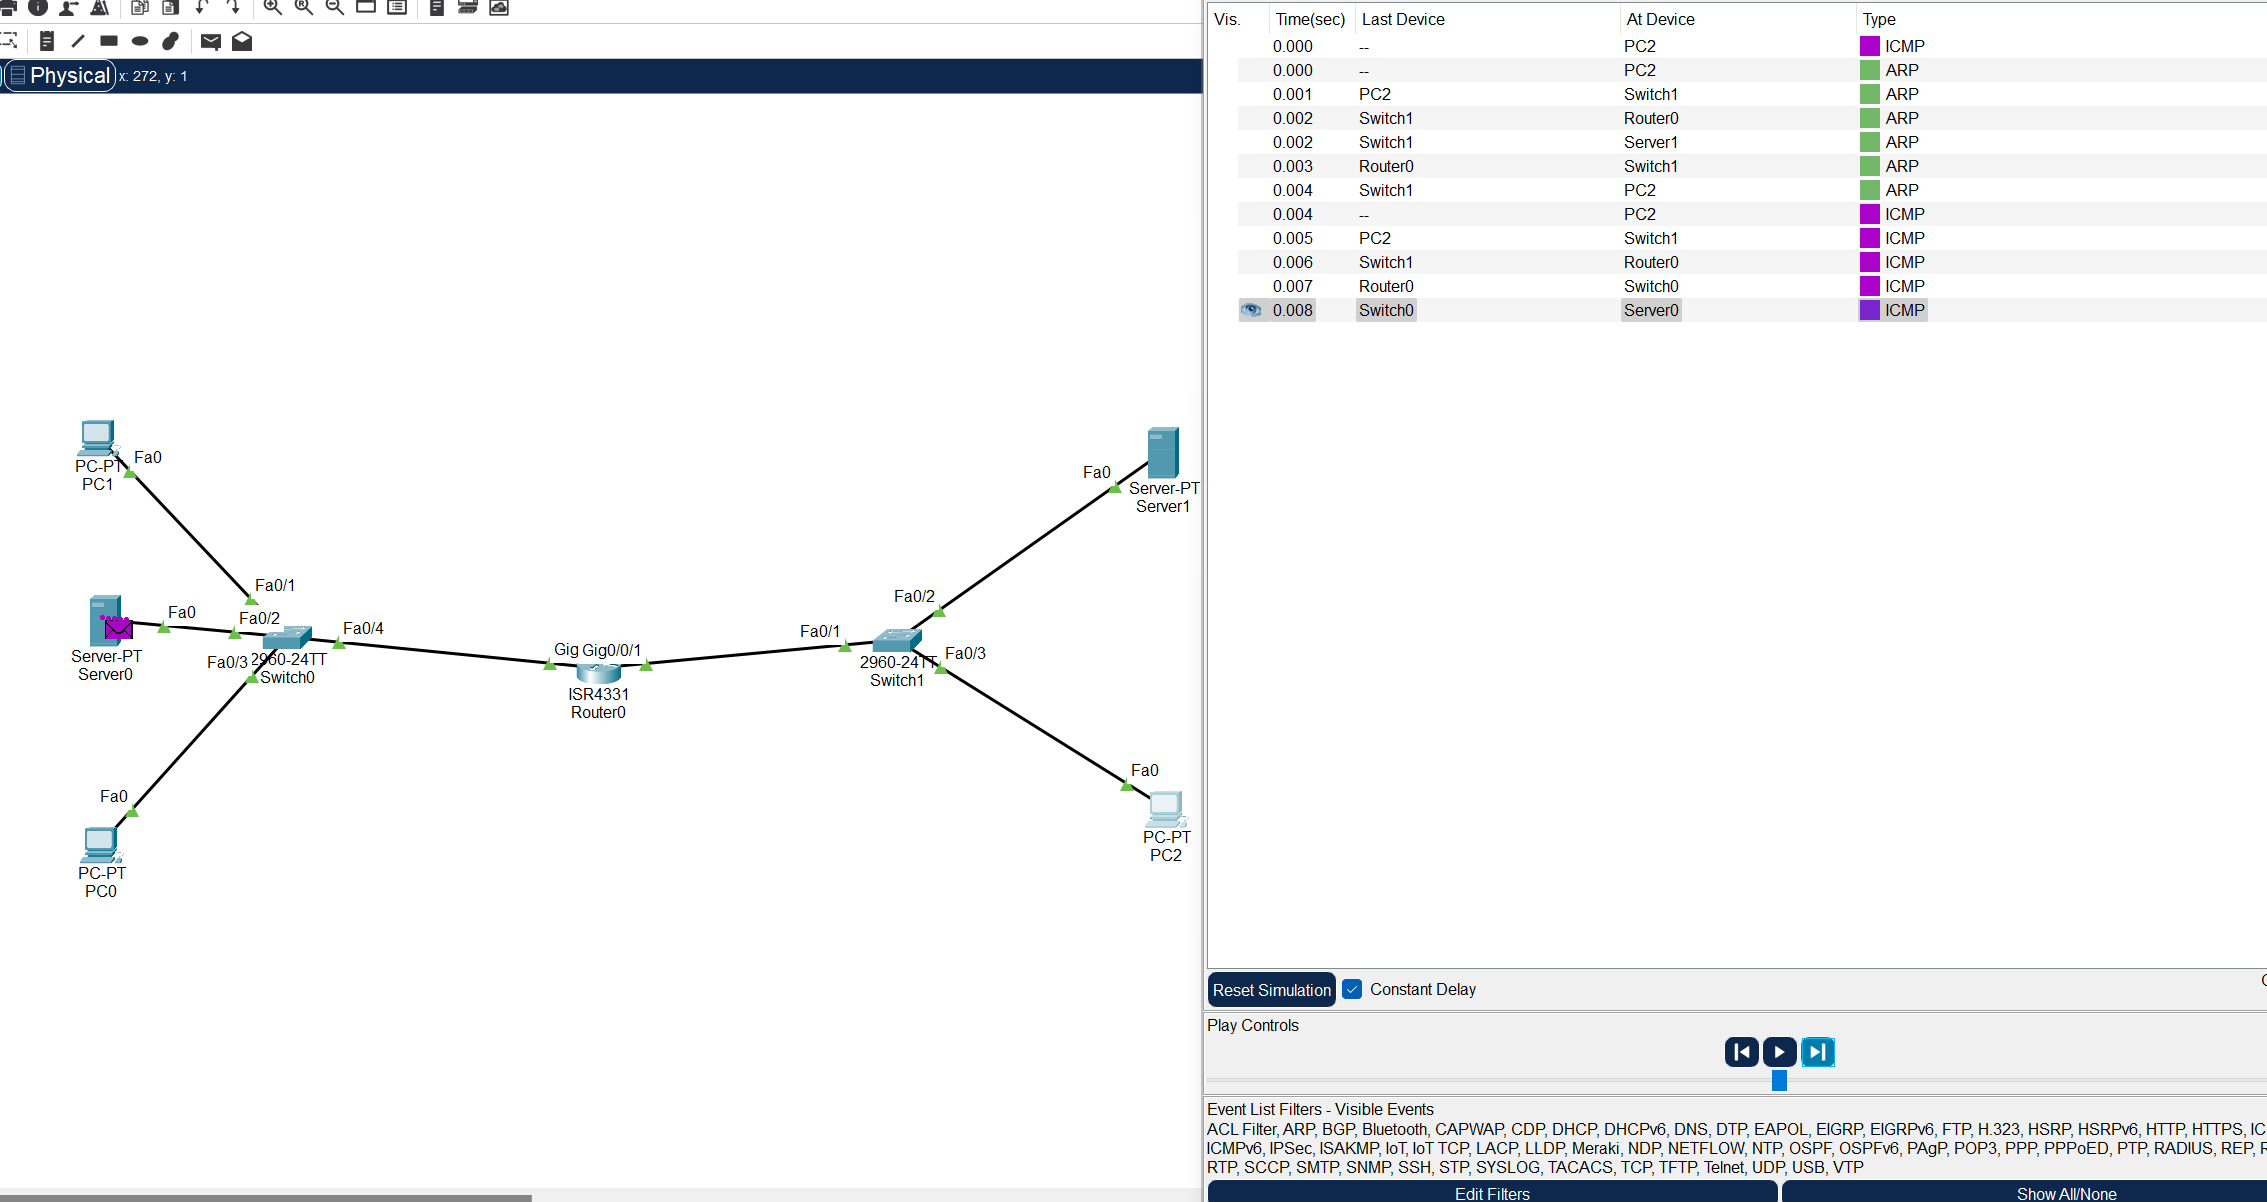 Physical x: 272, y: 1
PC-PT
PC1
Fa0
Fa0/1
Server-PT
Server0
Fa0
Fa0/2
Fa0/3
2960-24TT
Switch0
Fa0/4
Fa0
PC-PT
PC0
Gig Gig0/0/1
ISR4331
Router0
Fa0/1
Fa0/2
2960-24TT
Switch1
Fa0/3
Fa0
Server-PT
Server1
Fa0
PC-PT
PC2
Vis. Time(sec) Last Device At Device Type
0.000 -- PC2 ICMP
0.000 -- PC2 ARP
0.001 PC2 Switch1 ARP
0.002 Switch1 Router0 ARP
0.002 Switch1 Server1 ARP
0.003 Router0 Switch1 ARP
0.004 Switch1 PC2 ARP
0.004 -- PC2 ICMP
0.005 PC2 Switch1 ICMP
0.006 Switch1 Router0 ICMP
0.007 Router0 Switch0 ICMP
0.008 Switch0 Server0 ICMP
Reset Simulation Constant Delay
Play Controls
Event List Filters - Visible Events
ACL Filter, ARP, BGP, Bluetooth, CAPWAP, CDP, DHCP, DHCPv6, DNS, DTP, EAPOL, EIGRP, EIGRPv6, FTP, H.323, HSRP, HSRPv6, HTTP, HTTPS, IC
ICMPv6, IPSec, ISAKMP, IoT, IoT TCP, LACP, LLDP, Meraki, NDP, NETFLOW, NTP, OSPF, OSPFv6, PAgP, POP3, PPP, PPPoED, PTP, RADIUS, REP,
RTP, SCCP, SMTP, SNMP, SSH, STP, SYSLOG, TACACS, TCP, TFTP, Telnet, UDP, USB, VTP
Edit Filters Show All/None